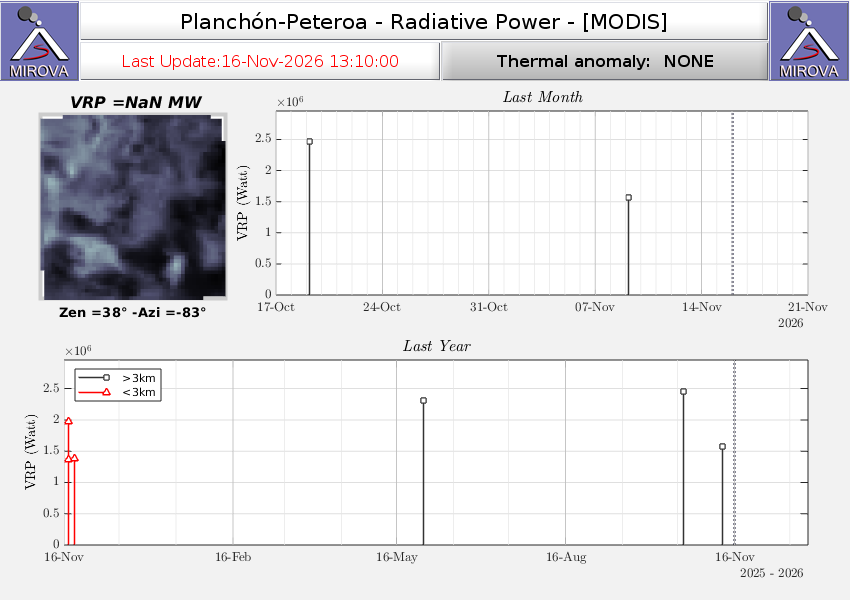 Planchón-Peteroa - Radiative Power - [MODIS]
MIROVA
Last Update:16-Nov-2026 13:10:00
Thermal anomaly: NONE
MIROVA
VRP =NaN MW
Zen =38° -Azi =-83°
Last Month
×10⁶
VRP (Watt)
2.5
2
1.5
1
0.5
0
17-Oct 24-Oct 31-Oct 07-Nov 14-Nov 21-Nov
2026
Last Year
×10⁶
VRP (Watt)
>3km
<3km
2.5
2
1.5
1
0.5
0
16-Nov 16-Feb 16-May 16-Aug 16-Nov
2025 - 2026